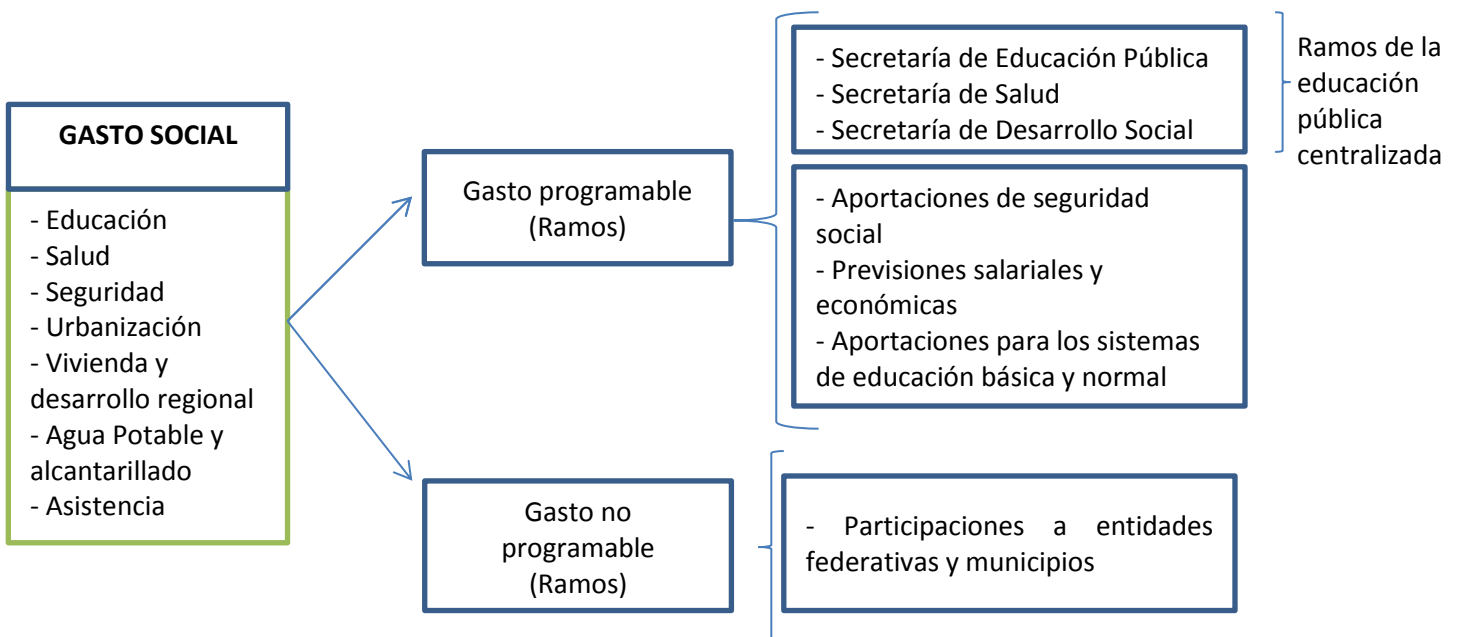 GASTO SOCIAL
- Educación
- Salud
- Seguridad
- Urbanización
- Vivienda y
desarrollo regional
- Agua Potable y
alcantarillado
- Asistencia
Gasto programable
(Ramos)
- Secretaría de Educación Pública
- Secretaría de Salud
- Secretaría de Desarrollo Social
Ramos de la
educación
pública
centralizada
- Aportaciones de seguridad
social
- Previsiones salariales y
económicas
- Aportaciones para los sistemas
de educación básica y normal
Gasto no
programable
(Ramos)
- Participaciones a entidades
federativas y municipios